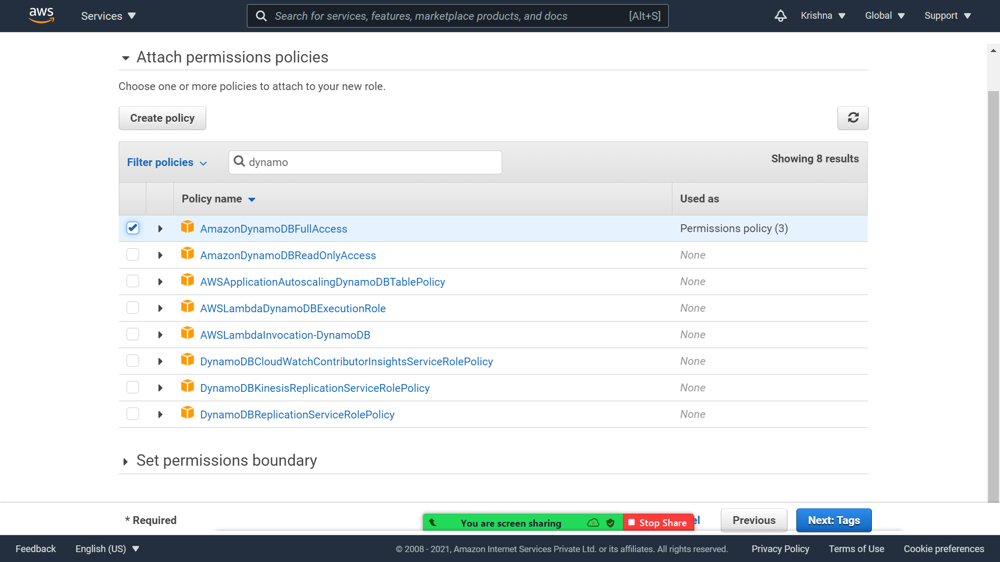 aws
Services
Search for services, features, marketplace products, and docs
[Alt+S]
Krishna
Global
Support
Attach permissions policies
Choose one or more policies to attach to your new role.
Create policy
Filter policies
dynamo
Showing 8 results
Policy name
Used as
AmazonDynamoDBFullAccess
Permissions policy (3)
AmazonDynamoDBReadOnlyAccess
None
AWSApplicationAutoscalingDynamoDBTablePolicy
None
AWSLambdaDynamoDBExecutionRole
None
AWSLambdaInvocation-DynamoDB
None
DynamoDBCloudWatchContributorInsightsServiceRolePolicy
None
DynamoDBKinesisReplicationServiceRolePolicy
None
DynamoDBReplicationServiceRolePolicy
None
Set permissions boundary
* Required
You are screen sharing
Stop Share
Previous
Next: Tags
Feedback
English (US)
© 2008 - 2021, Amazon Internet Services Private Ltd. or its affiliates. All rights reserved.
Privacy Policy
Terms of Use
Cookie preferences